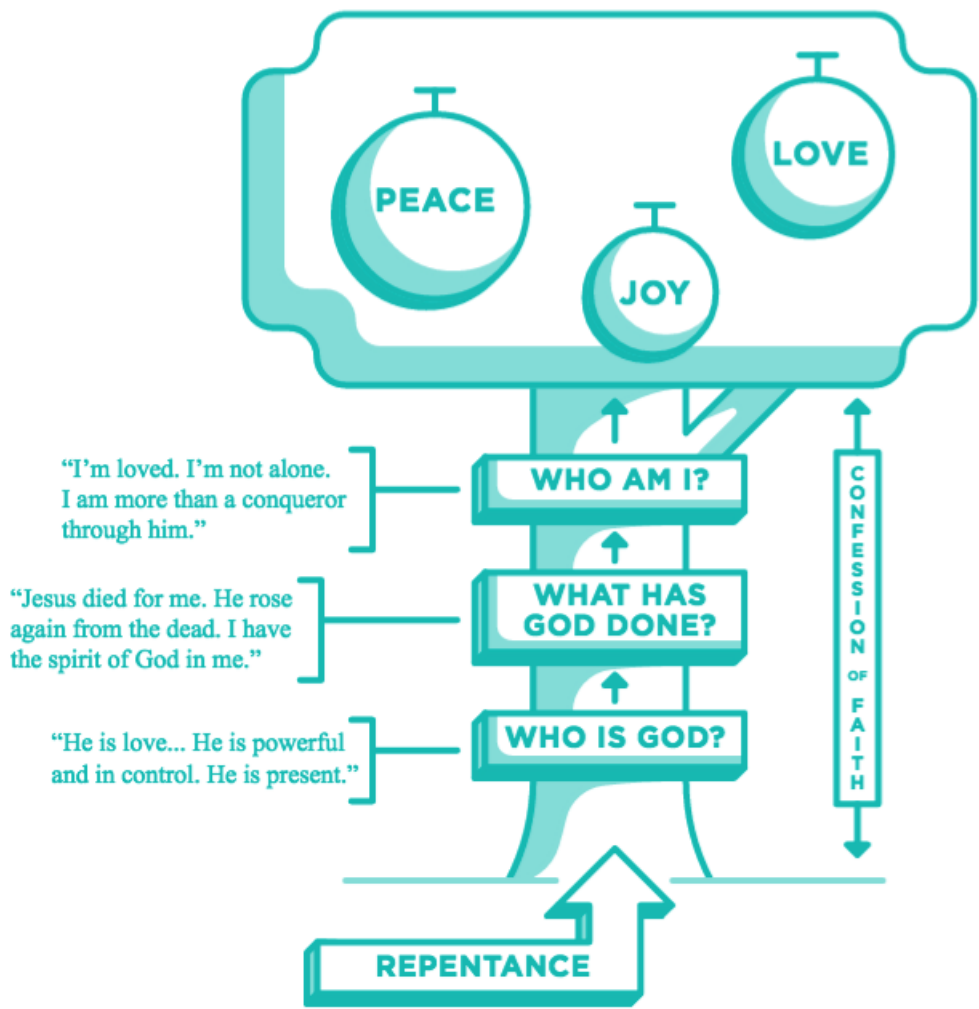 PEACE
LOVE
JOY
“I’m loved. I’m not alone.
I am more than a conqueror
through him.”
WHO AM I?
“Jesus died for me. He rose
again from the dead. I have
the spirit of God in me.”
WHAT HAS
GOD DONE?
“He is love... He is powerful
and in control. He is present.”
WHO IS GOD?
CONFESSION OF FAITH
REPENTANCE